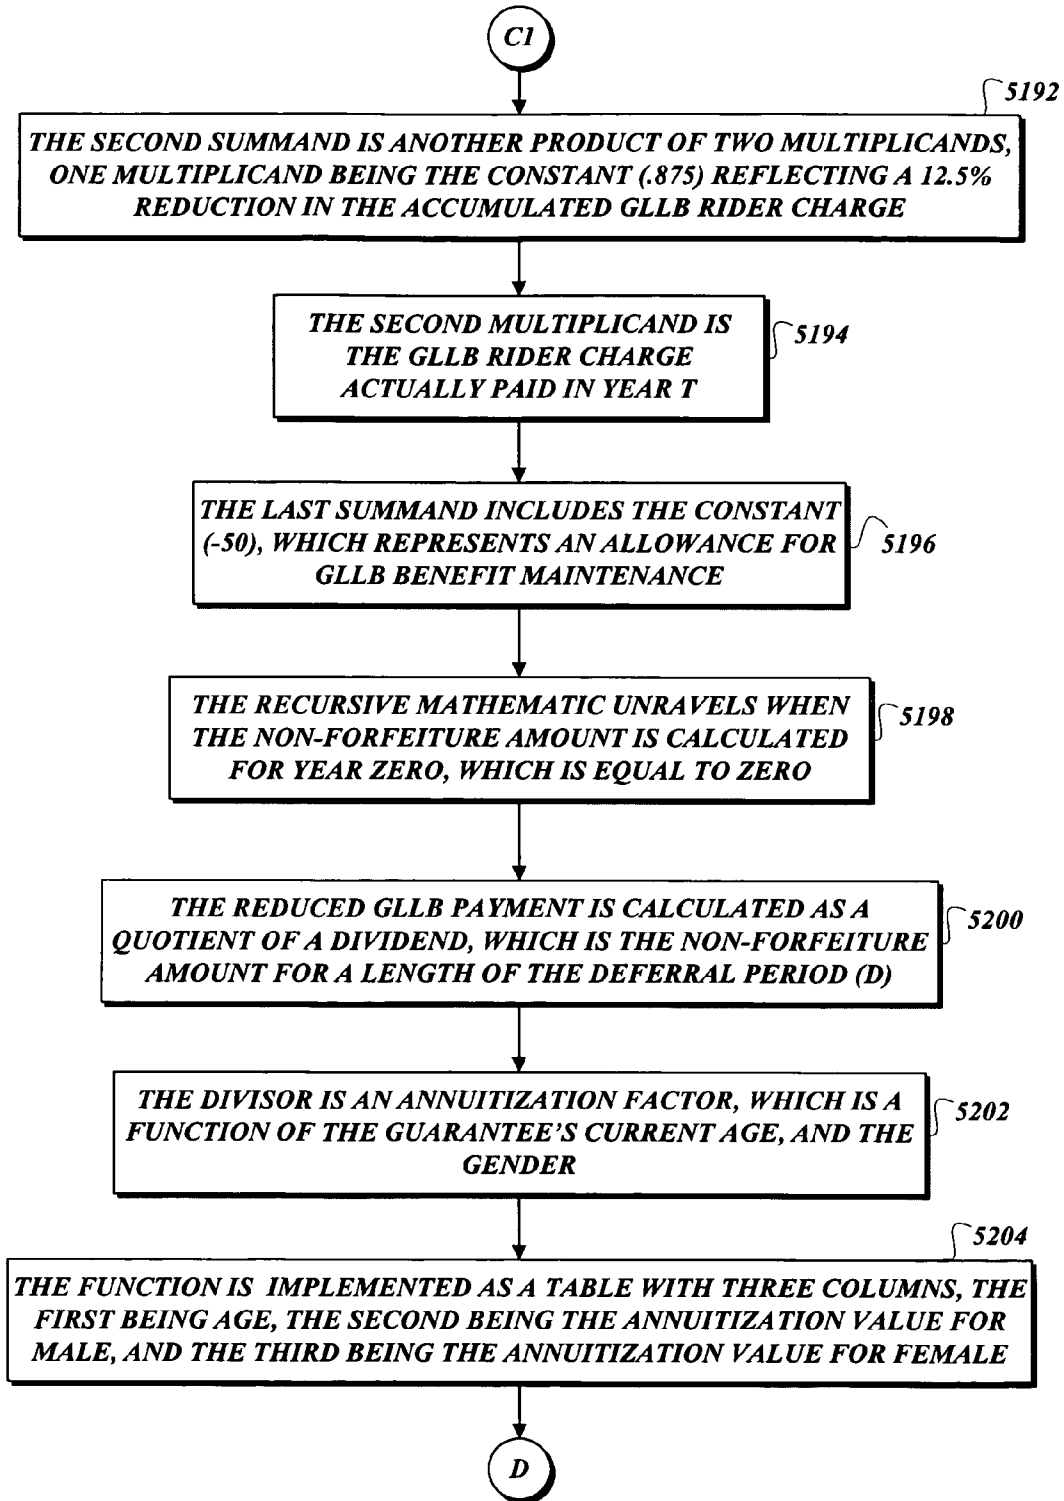 C1
5192
THE SECOND SUMMAND IS ANOTHER PRODUCT OF TWO MULTIPLICANDS,
ONE MULTIPLICAND BEING THE CONSTANT (.875) REFLECTING A 12.5%
REDUCTION IN THE ACCUMULATED GLLB RIDER CHARGE
THE SECOND MULTIPLICAND IS
THE GLLB RIDER CHARGE
ACTUALLY PAID IN YEAR T
5194
THE LAST SUMMAND INCLUDES THE CONSTANT
(-50), WHICH REPRESENTS AN ALLOWANCE FOR
GLLB BENEFIT MAINTENANCE
5196
THE RECURSIVE MATHEMATIC UNRAVELS WHEN
THE NON-FORFEITURE AMOUNT IS CALCULATED
FOR YEAR ZERO, WHICH IS EQUAL TO ZERO
5198
THE REDUCED GLLB PAYMENT IS CALCULATED AS A
QUOTIENT OF A DIVIDEND, WHICH IS THE NON-FORFEITURE
AMOUNT FOR A LENGTH OF THE DEFERRAL PERIOD (D)
5200
THE DIVISOR IS AN ANNUITIZATION FACTOR, WHICH IS A
FUNCTION OF THE GUARANTEE'S CURRENT AGE, AND THE
GENDER
5202
5204
THE FUNCTION IS IMPLEMENTED AS A TABLE WITH THREE COLUMNS, THE
FIRST BEING AGE, THE SECOND BEING THE ANNUITIZATION VALUE FOR
MALE, AND THE THIRD BEING THE ANNUITIZATION VALUE FOR FEMALE
D